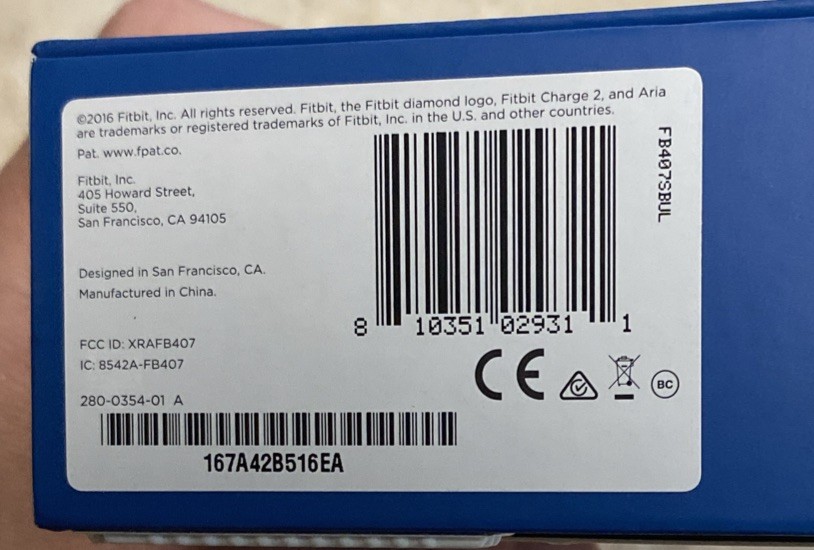 ©2016 Fitbit, Inc. All rights reserved. Fitbit, the Fitbit diamond logo, Fitbit Charge 2, and Aria
are trademarks or registered trademarks of Fitbit, Inc. in the U.S. and other countries.
Pat. www.fpat.co.
Fitbit, Inc.
405 Howard Street,
Suite 550,
San Francisco, CA 94105
Designed in San Francisco, CA.
Manufactured in China.
FCC ID: XRAFB407
IC: 8542A-FB407
280-0354-01 A
167A42B516EA
FB407SBUL
8 10351 02931 1
CE
BC